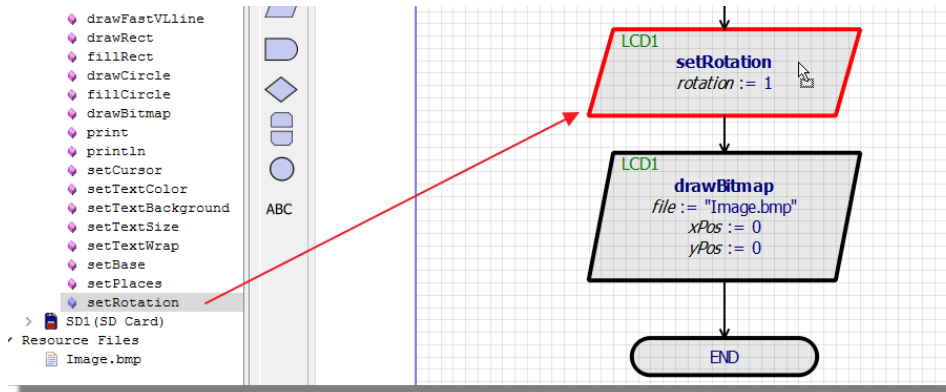 drawFastVLline
drawRect
fillRect
drawCircle
fillCircle
drawBitmap
print
println
setCursor
setTextColor
setTextBackground
setTextSize
setTextWrap
setBase
setPlaces
setRotation
SD1(SD Card)
Resource Files
Image.bmp
ABC
LCD1
setRotation
rotation := 1
LCD1
drawBitmap
file := "Image.bmp"
xPos := 0
yPos := 0
END